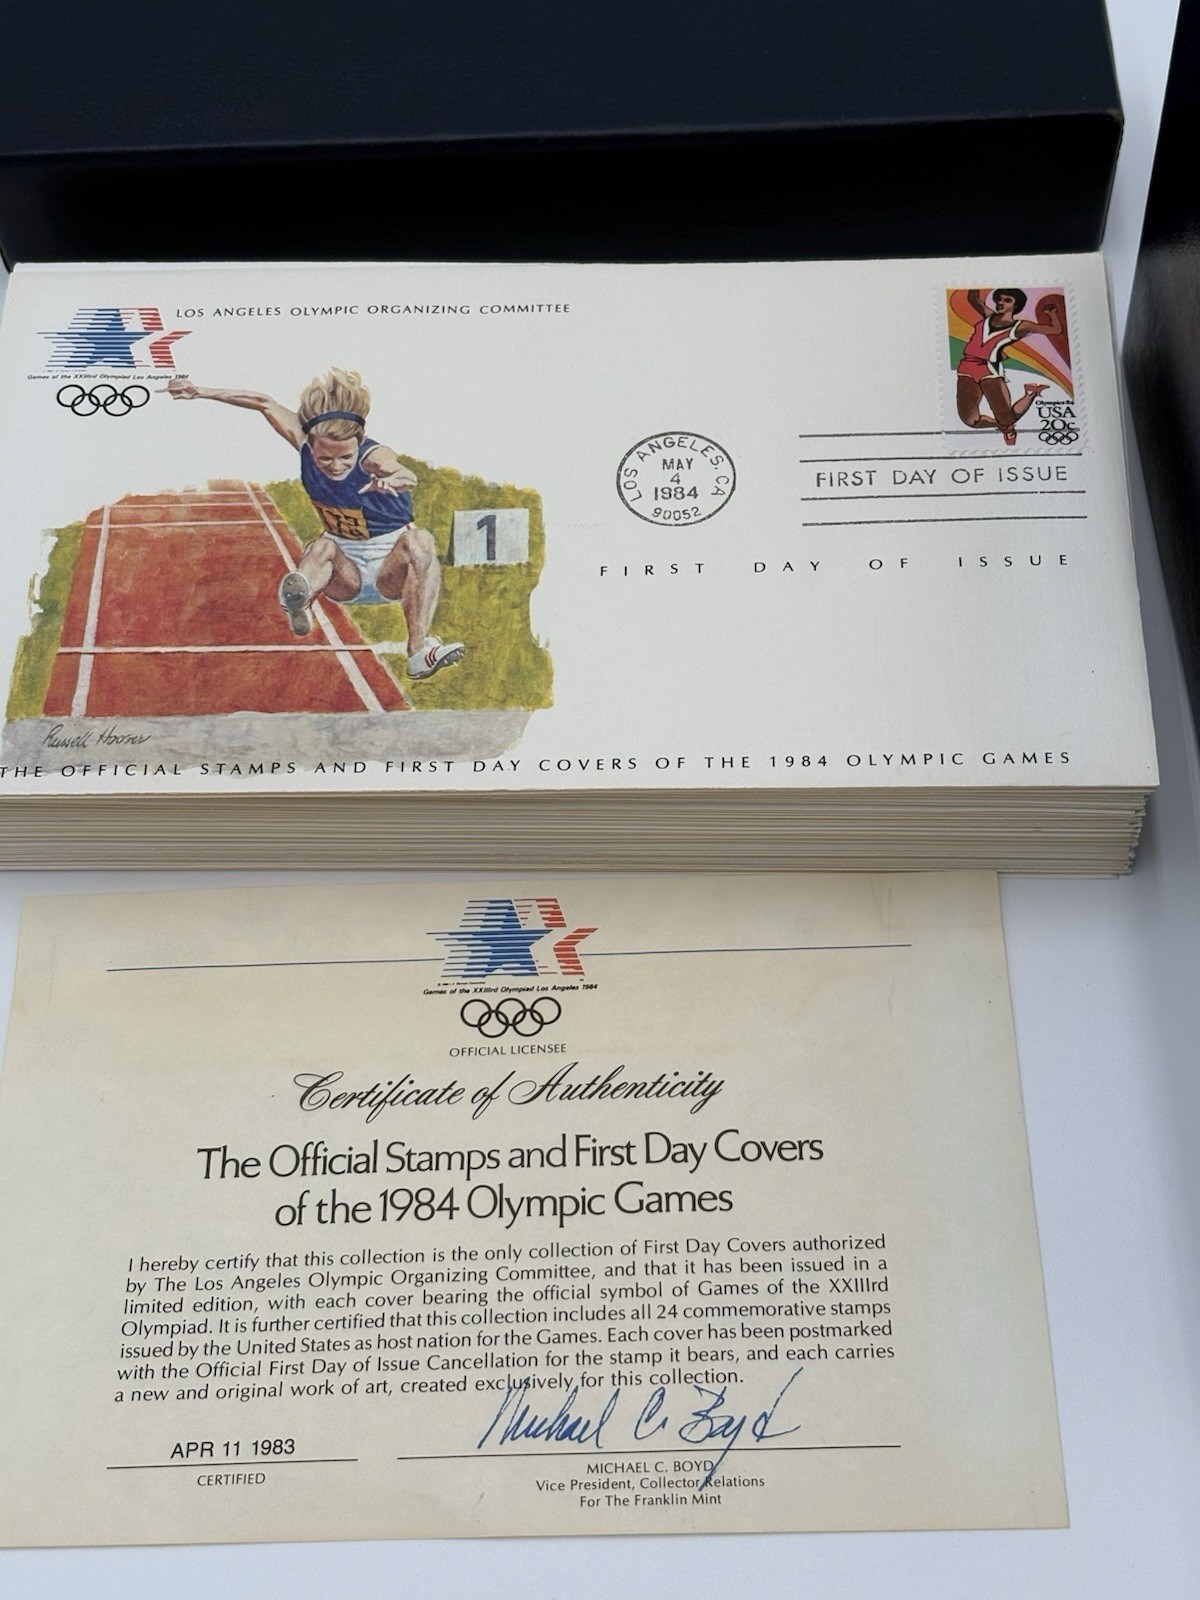 LOS ANGELES OLYMPIC ORGANIZING COMMITTEE
Games of the XXIIIrd Olympiad Los Angeles 1984
Olympics 84
USA
20c
LOS ANGELES, CA
MAY
4
1984
90052
FIRST DAY OF ISSUE
FIRST DAY OF ISSUE
1
Russell Hoover
THE OFFICIAL STAMPS AND FIRST DAY COVERS OF THE 1984 OLYMPIC GAMES
Games of the XXIIIrd Olympiad Los Angeles 1984
OFFICIAL LICENSEE
Certificate of Authenticity
The Official Stamps and First Day Covers
of the 1984 Olympic Games
I hereby certify that this collection is the only collection of First Day Covers authorized
by The Los Angeles Olympic Organizing Committee, and that it has been issued in a
limited edition, with each cover bearing the official symbol of Games of the XXIIIrd
Olympiad. It is further certified that this collection includes all 24 commemorative stamps
issued by the United States as host nation for the Games. Each cover has been postmarked
with the Official First Day of Issue Cancellation for the stamp it bears, and each carries
a new and original work of art, created exclusively for this collection.
Michael C. Boyd
APR 11 1983
CERTIFIED
MICHAEL C. BOYD
Vice President, Collector Relations
For The Franklin Mint